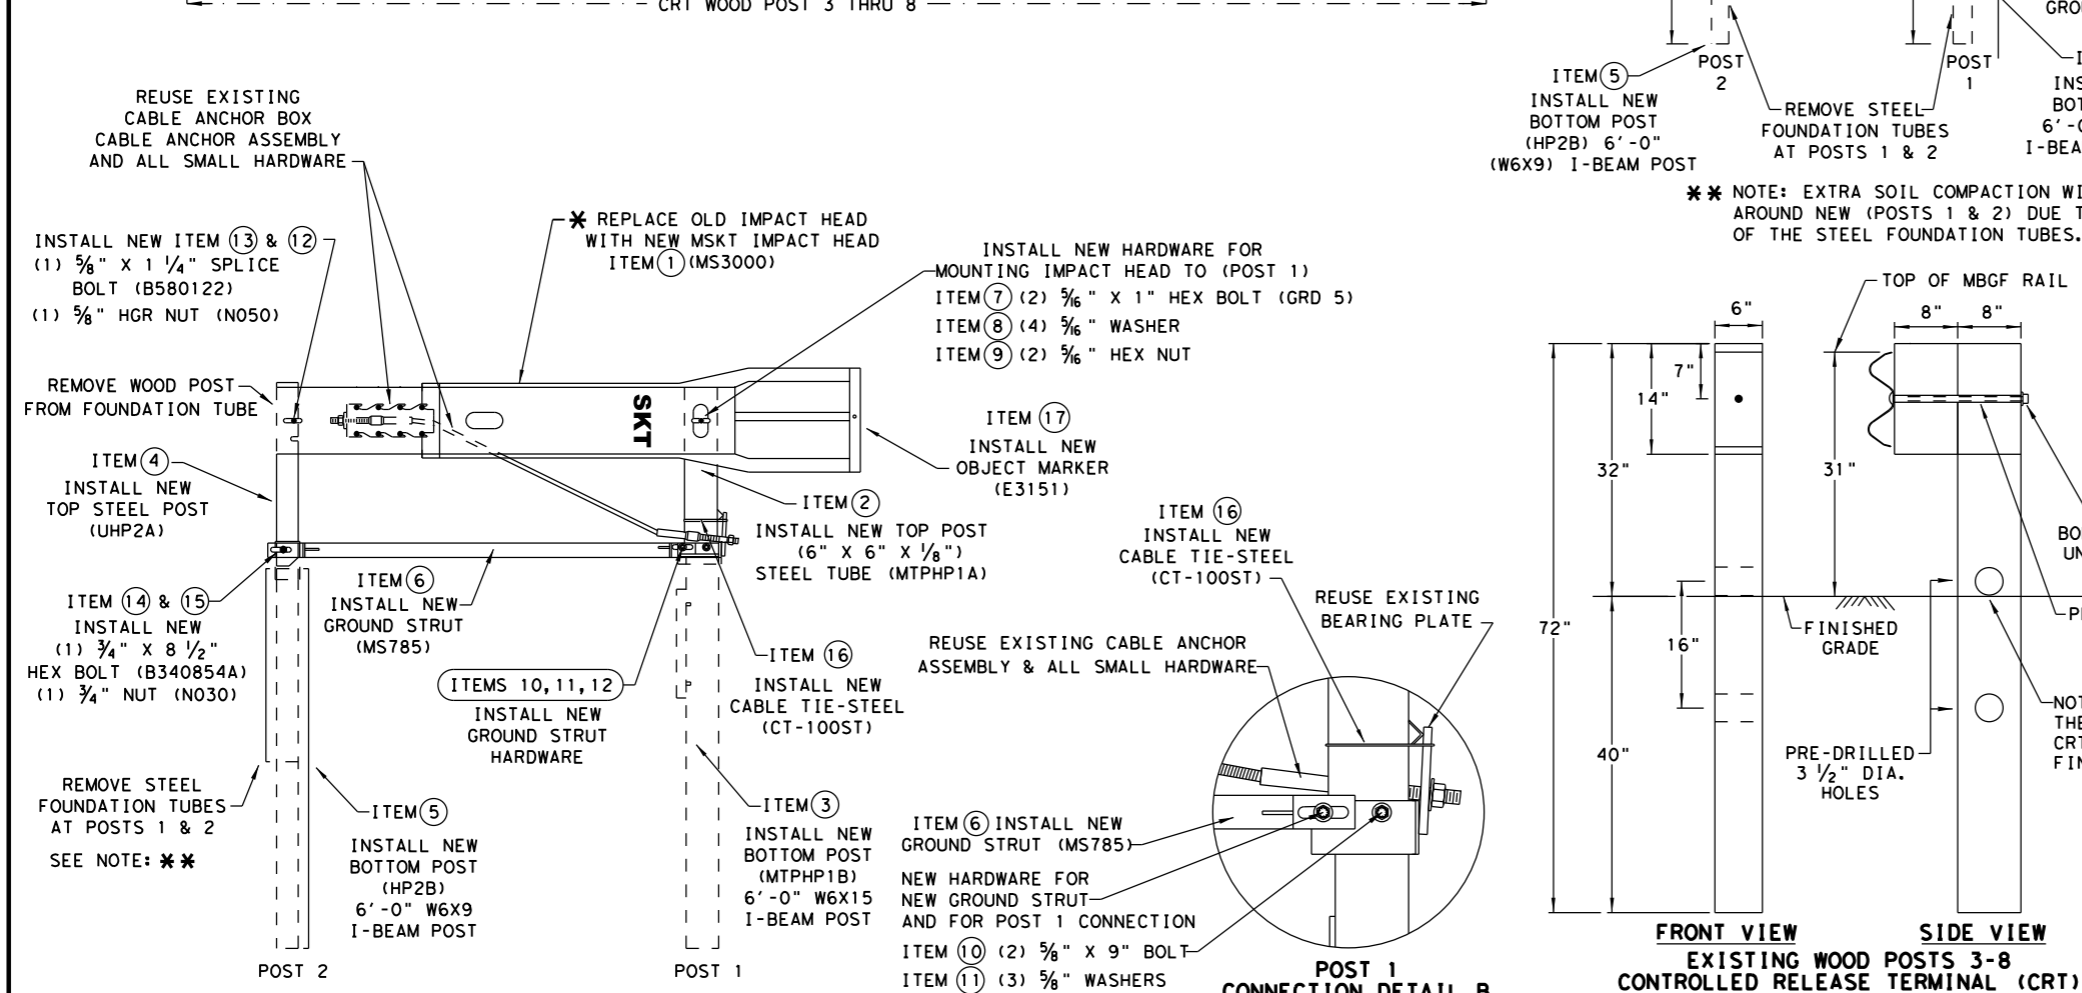 CRT WOOD POST 3 THRU 8
REUSE EXISTING
CABLE ANCHOR BOX
CABLE ANCHOR ASSEMBLY
AND ALL SMALL HARDWARE
INSTALL NEW ITEM 13 & 12
(1) 5/8" X 1 1/4" SPLICE
BOLT (B580122)
(1) 5/8" HGR NUT (N050)
* REPLACE OLD IMPACT HEAD
WITH NEW MSKT IMPACT HEAD
ITEM 1 (MS3000)
INSTALL NEW HARDWARE FOR
MOUNTING IMPACT HEAD TO (POST 1)
ITEM 7 (2) 5/16" X 1" HEX BOLT (GRD 5)
ITEM 8 (4) 5/16" WASHER
ITEM 9 (2) 5/16" HEX NUT
REMOVE WOOD POST
FROM FOUNDATION TUBE
SKT
ITEM 17
INSTALL NEW
OBJECT MARKER
(E3151)
ITEM 4
INSTALL NEW
TOP STEEL POST
(UHP2A)
ITEM 2
INSTALL NEW TOP POST
(6" X 6" X 1/8")
STEEL TUBE (MTPHP1A)
ITEM 14 & 15
INSTALL NEW
(1) 3/4" X 8 1/2"
HEX BOLT (B340854A)
(1) 3/4" NUT (N030)
ITEM 6
INSTALL NEW
GROUND STRUT
(MS785)
ITEMS 10,11,12
INSTALL NEW
GROUND STRUT
HARDWARE
ITEM 16
INSTALL NEW
CABLE TIE-STEEL
(CT-100ST)
REMOVE STEEL
FOUNDATION TUBES
AT POSTS 1 & 2
SEE NOTE: * *
ITEM 5
INSTALL NEW
BOTTOM POST
(HP2B)
6'-0" W6X9
I-BEAM POST
ITEM 3
INSTALL NEW
BOTTOM POST
(MTPHP1B)
6'-0" W6X15
I-BEAM POST
POST 2
POST 1
ITEM 16
INSTALL NEW
CABLE TIE-STEEL
(CT-100ST)
REUSE EXISTING
BEARING PLATE
REUSE EXISTING CABLE ANCHOR
ASSEMBLY & ALL SMALL HARDWARE
ITEM 6 INSTALL NEW
GROUND STRUT (MS785)
NEW HARDWARE FOR
NEW GROUND STRUT
AND FOR POST 1 CONNECTION
ITEM 10 (2) 5/8" X 9" BOLT
ITEM 11 (3) 5/8" WASHERS
POST 1
CONNECTION DETAIL B
ITEM 5
INSTALL NEW
BOTTOM POST
(HP2B) 6'-0"
(W6X9) I-BEAM POST
POST
2
REMOVE STEEL
FOUNDATION TUBES
AT POSTS 1 & 2
POST
1
GRO
I
INS
BOT
6'-0
I-BEA
* * NOTE: EXTRA SOIL COMPACTION WI
AROUND NEW (POSTS 1 & 2) DUE T
OF THE STEEL FOUNDATION TUBES.
TOP OF MBGF RAIL
6"
8"
8"
7"
14"
32"
31"
72"
16"
40"
BO
UN
P
FINISHED
GRADE
PRE-DRILLED
3 1/2" DIA.
HOLES
NOT
THE
CRT
FIN
FRONT VIEW
SIDE VIEW
EXISTING WOOD POSTS 3-8
CONTROLLED RELEASE TERMINAL (CRT)